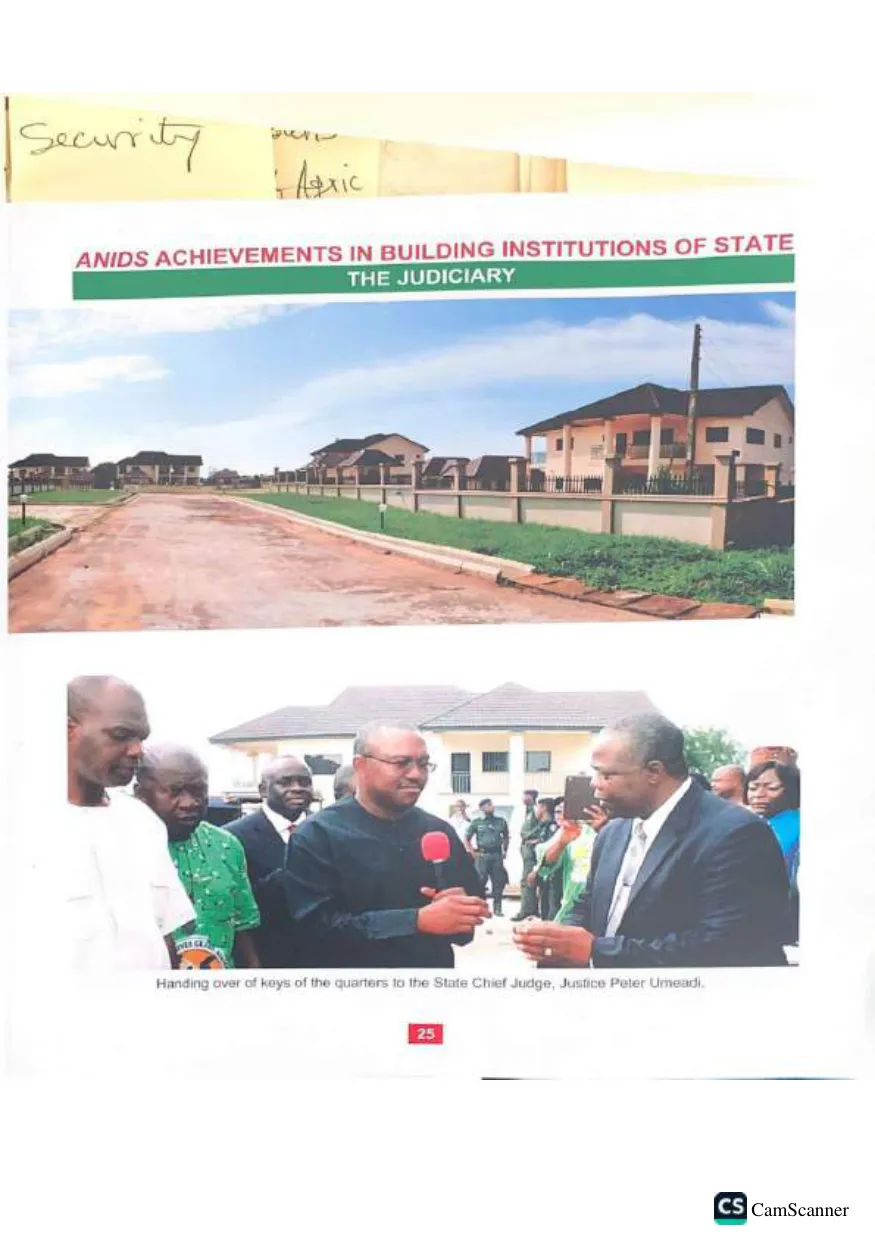 Security
Agric
ANIDS ACHIEVEMENTS IN BUILDING INSTITUTIONS OF STATE
THE JUDICIARY
Handing over of keys of the quarters to the State Chief Judge, Justice Peter Umeadi.
25
CS CamScanner